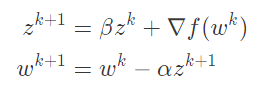 z^{k+1} = βz^k + ∇f(w^k)
w^{k+1} = w^k − αz^{k+1}